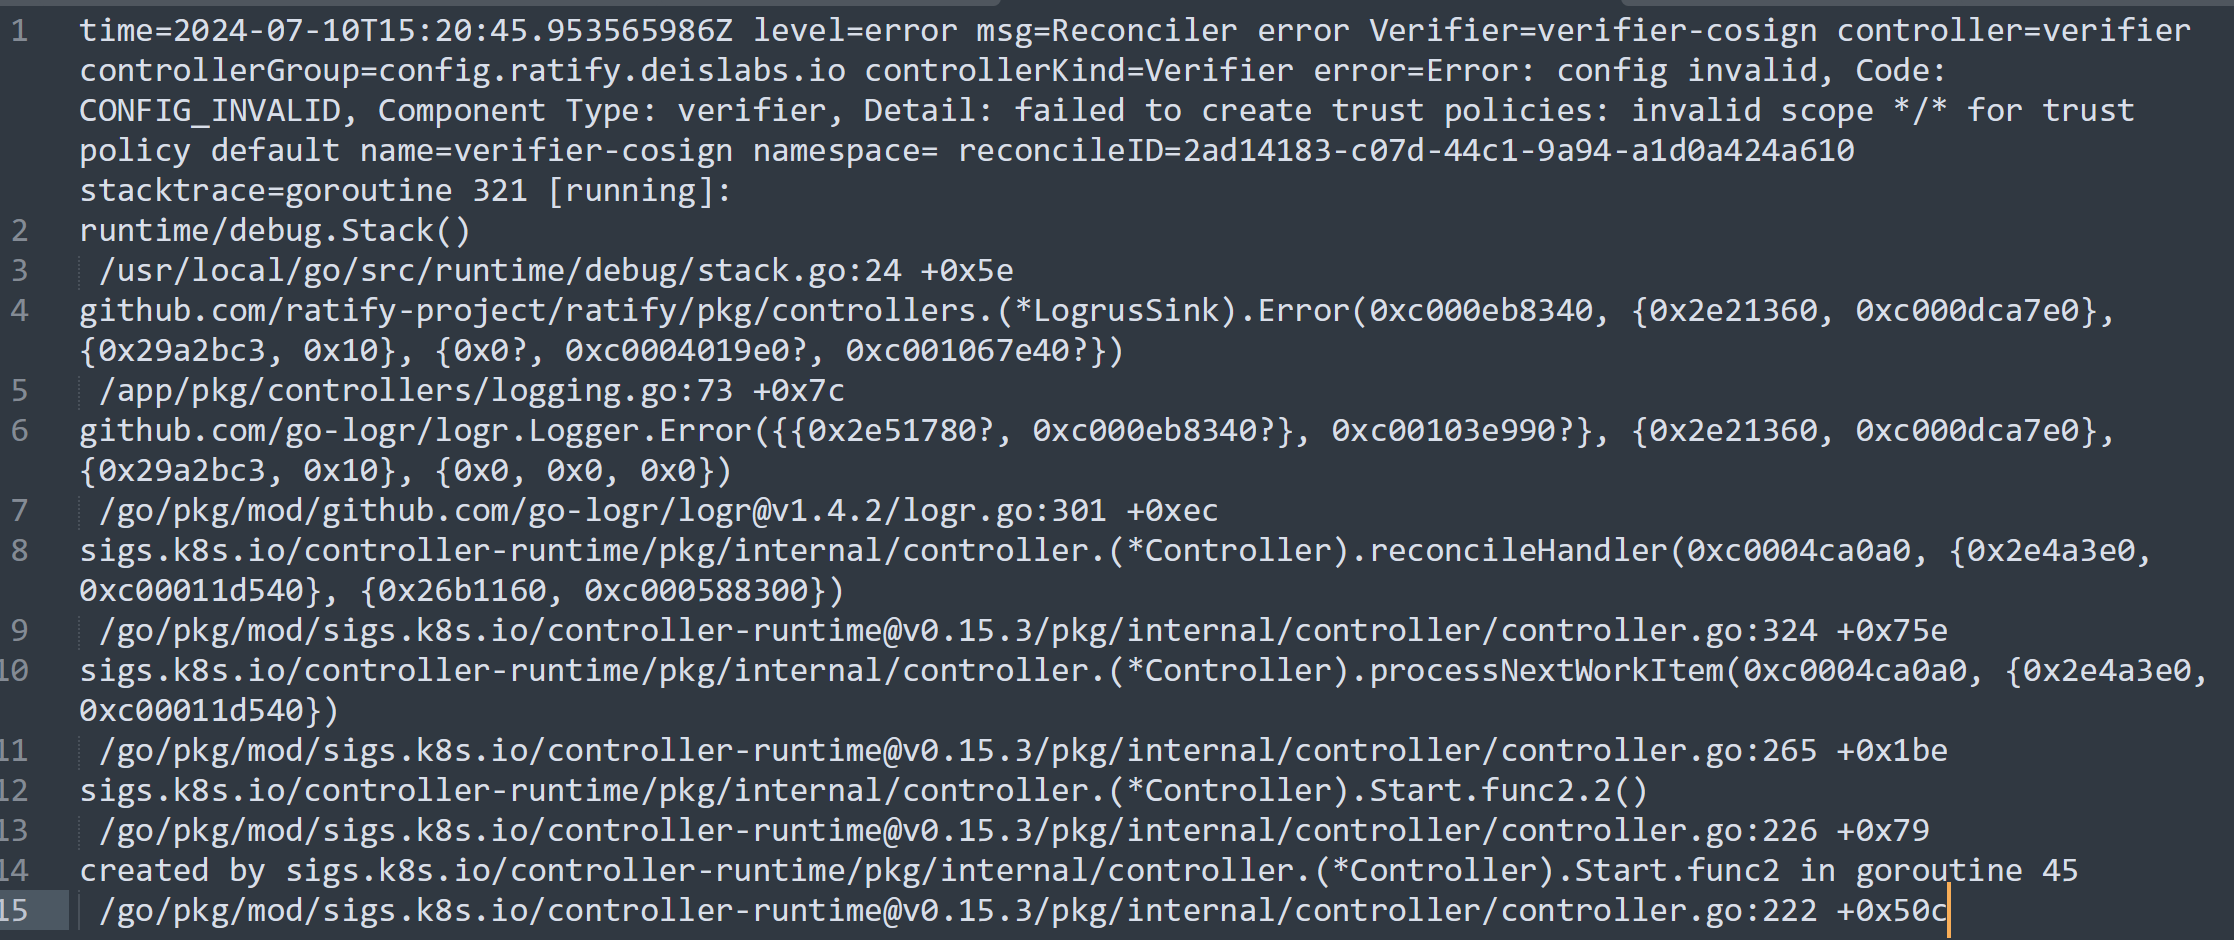 1 time=2024-07-10T15:20:45.953565986Z level=error msg=Reconciler error Verifier=verifier-cosign controller=verifier
controllerGroup=config.ratify.deislabs.io controllerKind=Verifier error=Error: config invalid, Code:
CONFIG_INVALID, Component Type: verifier, Detail: failed to create trust policies: invalid scope */* for trust
policy default name=verifier-cosign namespace= reconcileID=2ad14183-c07d-44c1-9a94-a1d0a424a610
stacktrace=goroutine 321 [running]:
2 runtime/debug.Stack()
3 /usr/local/go/src/runtime/debug/stack.go:24 +0x5e
4 github.com/ratify-project/ratify/pkg/controllers.(*LogrusSink).Error(0xc000eb8340, {0x2e21360, 0xc000dca7e0},
{0x29a2bc3, 0x10}, {0x0?, 0xc0004019e0?, 0xc001067e40?})
5 /app/pkg/controllers/logging.go:73 +0x7c
6 github.com/go-logr/logr.Logger.Error({{0x2e51780?, 0xc000eb8340?}, 0xc00103e990?}, {0x2e21360, 0xc000dca7e0},
{0x29a2bc3, 0x10}, {0x0, 0x0, 0x0})
7 /go/pkg/mod/github.com/go-logr/logr@v1.4.2/logr.go:301 +0xec
8 sigs.k8s.io/controller-runtime/pkg/internal/controller.(*Controller).reconcileHandler(0xc0004ca0a0, {0x2e4a3e0,
0xc00011d540}, {0x26b1160, 0xc000588300})
9 /go/pkg/mod/sigs.k8s.io/controller-runtime@v0.15.3/pkg/internal/controller/controller.go:324 +0x75e
10 sigs.k8s.io/controller-runtime/pkg/internal/controller.(*Controller).processNextWorkItem(0xc0004ca0a0, {0x2e4a3e0,
0xc00011d540})
11 /go/pkg/mod/sigs.k8s.io/controller-runtime@v0.15.3/pkg/internal/controller/controller.go:265 +0x1be
12 sigs.k8s.io/controller-runtime/pkg/internal/controller.(*Controller).Start.func2.2()
13 /go/pkg/mod/sigs.k8s.io/controller-runtime@v0.15.3/pkg/internal/controller/controller.go:226 +0x79
14 created by sigs.k8s.io/controller-runtime/pkg/internal/controller.(*Controller).Start.func2 in goroutine 45
15 /go/pkg/mod/sigs.k8s.io/controller-runtime@v0.15.3/pkg/internal/controller/controller.go:222 +0x50c